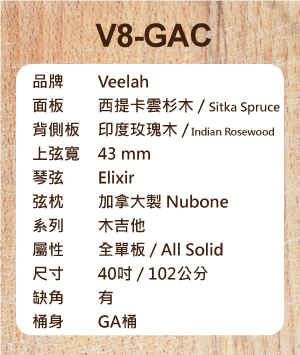 V8-GAC
品牌 Veelah
面板 西提卡雲杉木 / Sitka Spruce
背側板 印度玫瑰木 / Indian Rosewood
上弦寬 43 mm
琴弦 Elixir
弦枕 加拿大製 Nubone
系列 木吉他
屬性 全單板 / All Solid
尺寸 40吋 / 102公分
缺角 有
桶身 GA桶